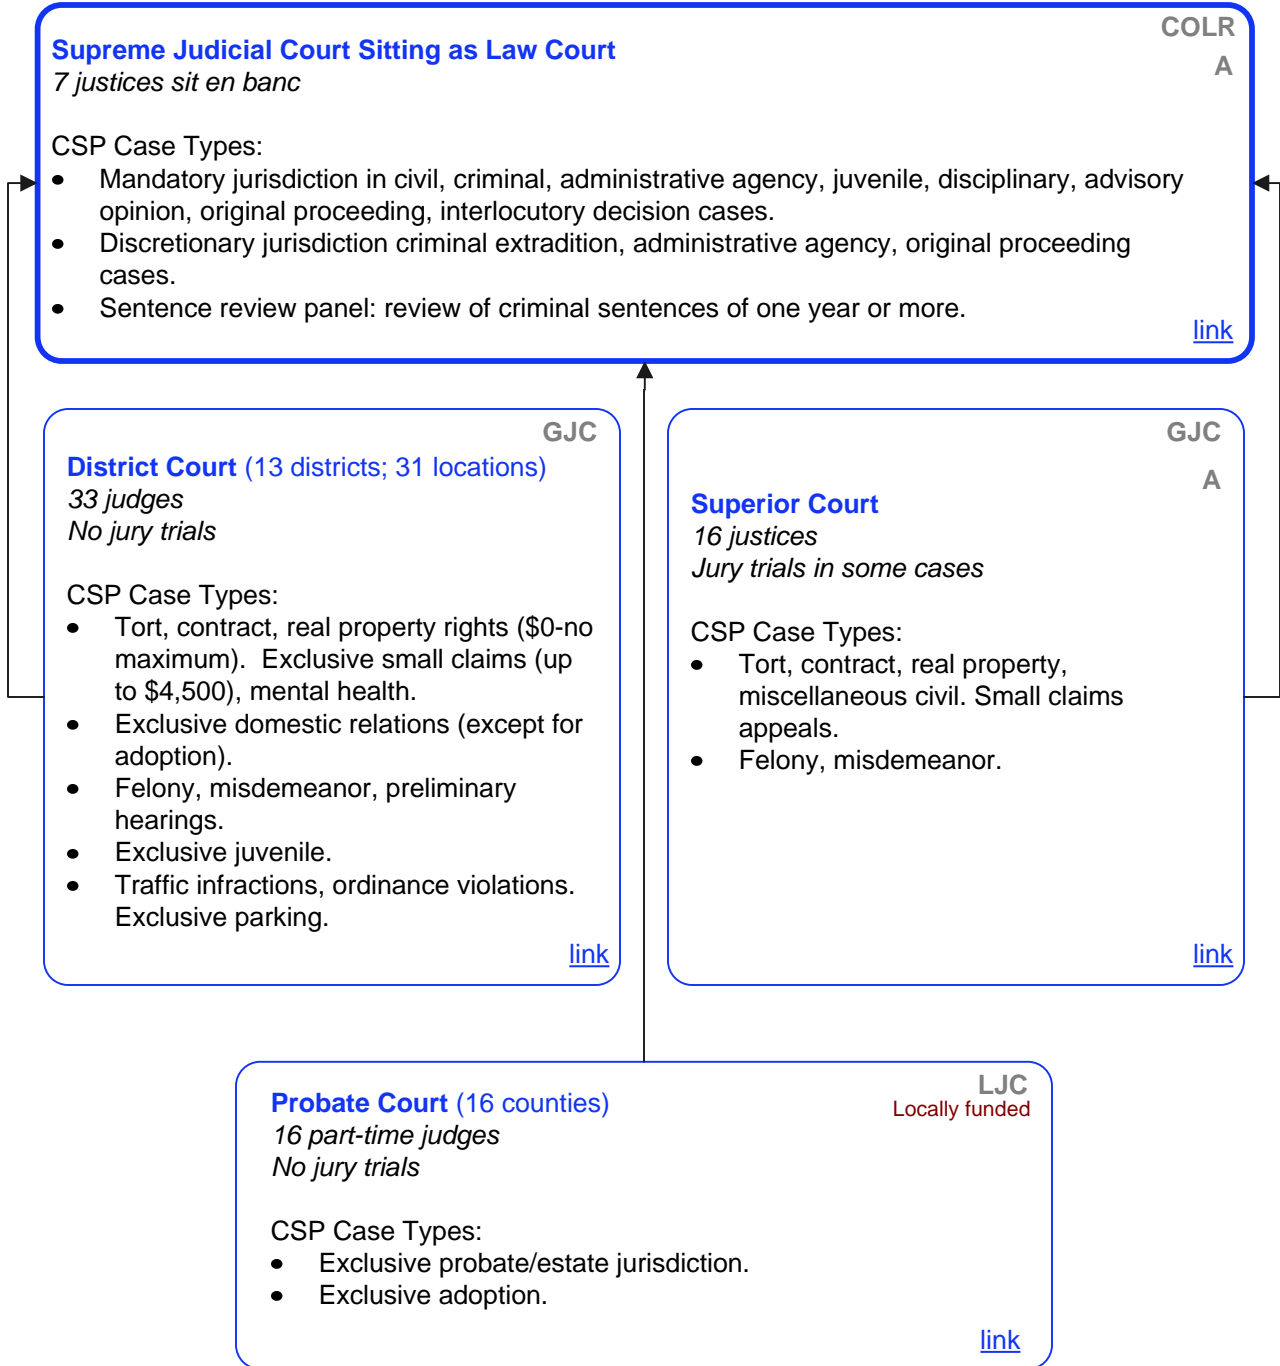 COLR
Supreme Judicial Court Sitting as Law Court
A
7 justices sit en banc
CSP Case Types:
• Mandatory jurisdiction in civil, criminal, administrative agency, juvenile, disciplinary, advisory
opinion, original proceeding, interlocutory decision cases.
• Discretionary jurisdiction criminal extradition, administrative agency, original proceeding
cases.
• Sentence review panel: review of criminal sentences of one year or more.
link
GJC
District Court (13 districts; 31 locations)
33 judges
No jury trials
CSP Case Types:
• Tort, contract, real property rights ($0-no
maximum). Exclusive small claims (up
to $4,500), mental health.
• Exclusive domestic relations (except for
adoption).
• Felony, misdemeanor, preliminary
hearings.
• Exclusive juvenile.
• Traffic infractions, ordinance violations.
Exclusive parking.
link
GJC
A
Superior Court
16 justices
Jury trials in some cases
CSP Case Types:
• Tort, contract, real property,
miscellaneous civil. Small claims
appeals.
• Felony, misdemeanor.
link
LJC
Locally funded
Probate Court (16 counties)
16 part-time judges
No jury trials
CSP Case Types:
• Exclusive probate/estate jurisdiction.
• Exclusive adoption.
link